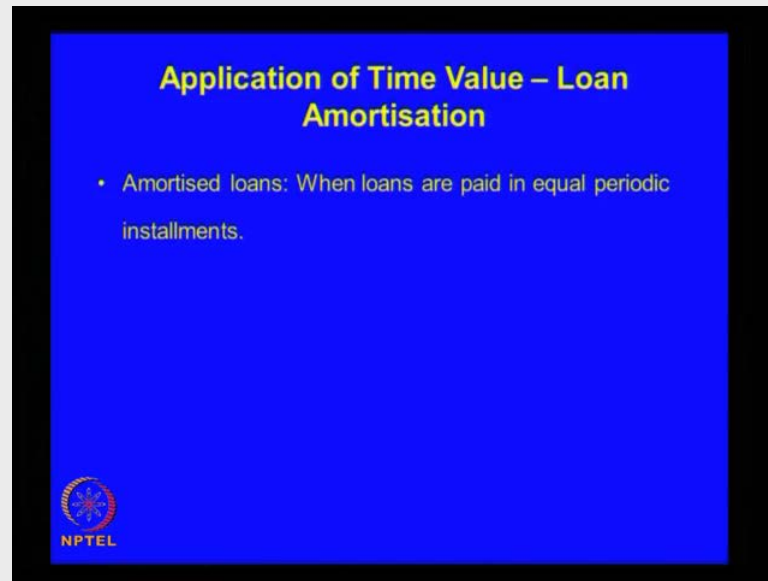 Application of Time Value – Loan
Amortisation
• Amortised loans: When loans are paid in equal periodic
installments.
NPTEL